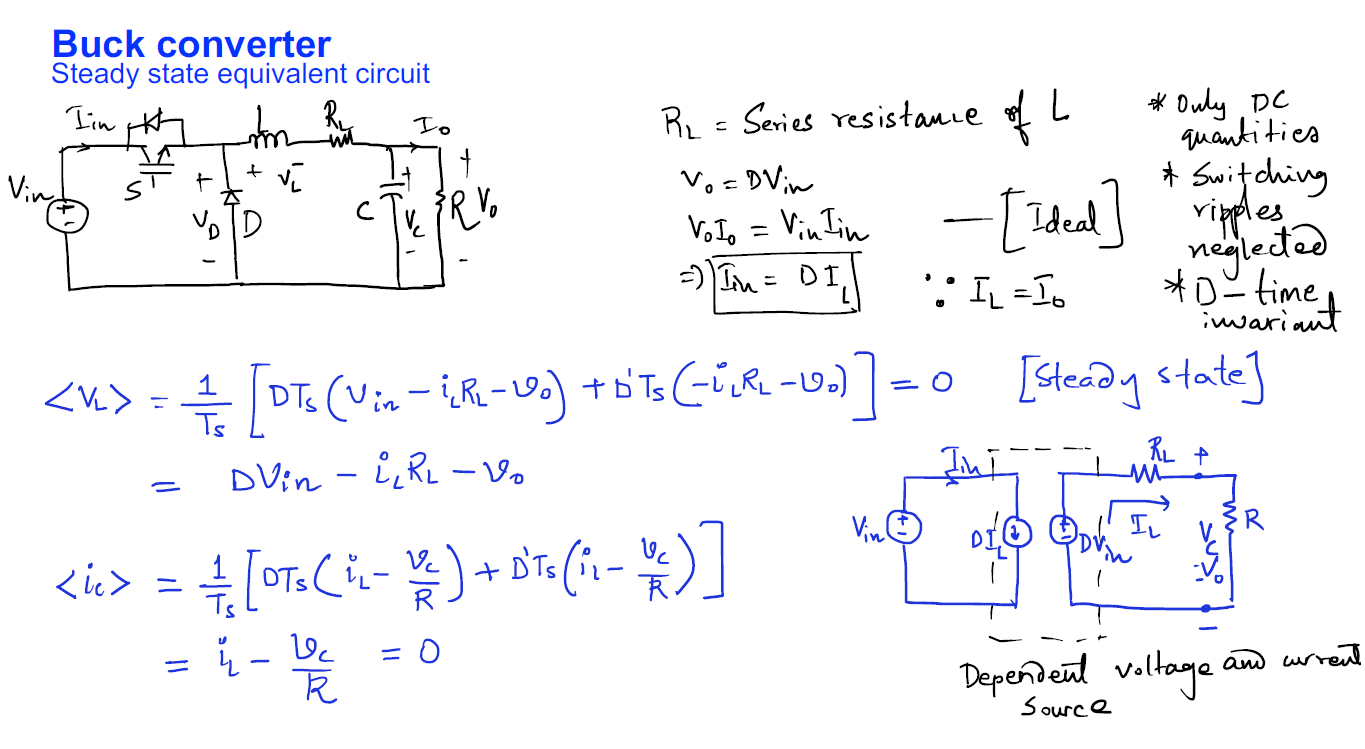 Buck converter
Steady state equivalent circuit
Iin
L
RL
Io
Vin
S
+ VL -
+ VD -
D
C
+ Vc -
R
+ Vo -
RL = Series resistance of L
Vo = DVin
VoIo = VinIin — [Ideal]
=> Iin = DIL ∵ IL = Io
* Only DC quantities
* Switching ripples neglected
* D - time invariant
<VL> = 1/Ts [DTs(Vin - iLRL - vo) + D'Ts(-iLRL - vo)] = 0 [Steady state]
= DVin - iLRL - vo
<ic> = 1/Ts [DTs(iL - vc/R) + D'Ts(iL - vc/R)]
= iL - vc/R = 0
Iin
RL
+
Vin
DIL
DVin
IL
Vc
=Vo
R
-
Dependent voltage and current
Source